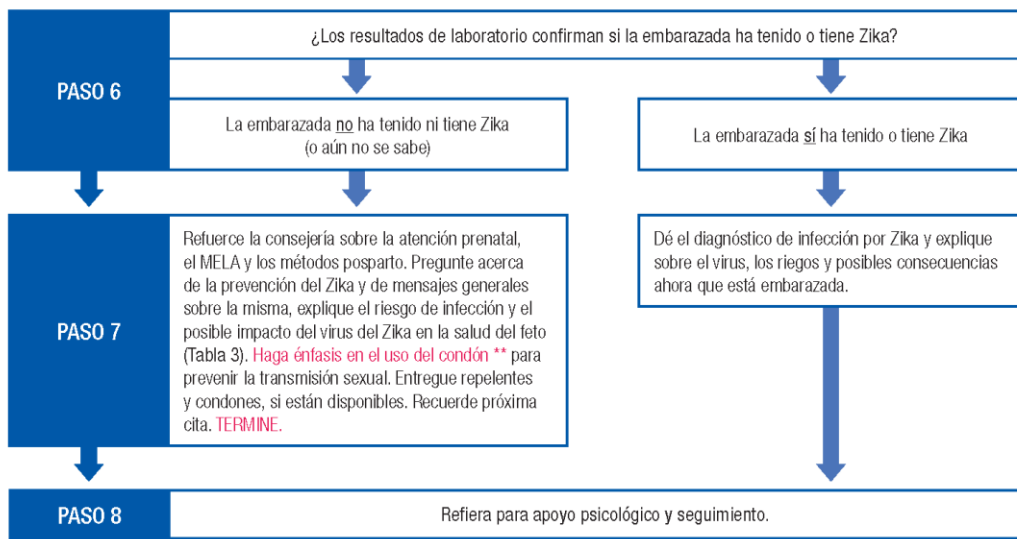 ¿Los resultados de laboratorio confirman si la embarazada ha tenido o tiene Zika?
PASO 6
La embarazada no ha tenido ni tiene Zika
(o aún no se sabe)
La embarazada sí ha tenido o tiene Zika
PASO 7
Refuerce la consejería sobre la atención prenatal,
el MELA y los métodos posparto. Pregunte acerca
de la prevención del Zika y de mensajes generales
sobre la misma, explique el riesgo de infección y el
posible impacto del virus del Zika en la salud del feto
(Tabla 3). Haga énfasis en el uso del condón ** para
prevenir la transmisión sexual. Entregue repelentes
y condones, si están disponibles. Recuerde próxima
cita. TERMINE.
Dé el diagnóstico de infección por Zika y explique
sobre el virus, los riegos y posibles consecuencias
ahora que está embarazada.
PASO 8
Refiera para apoyo psicológico y seguimiento.